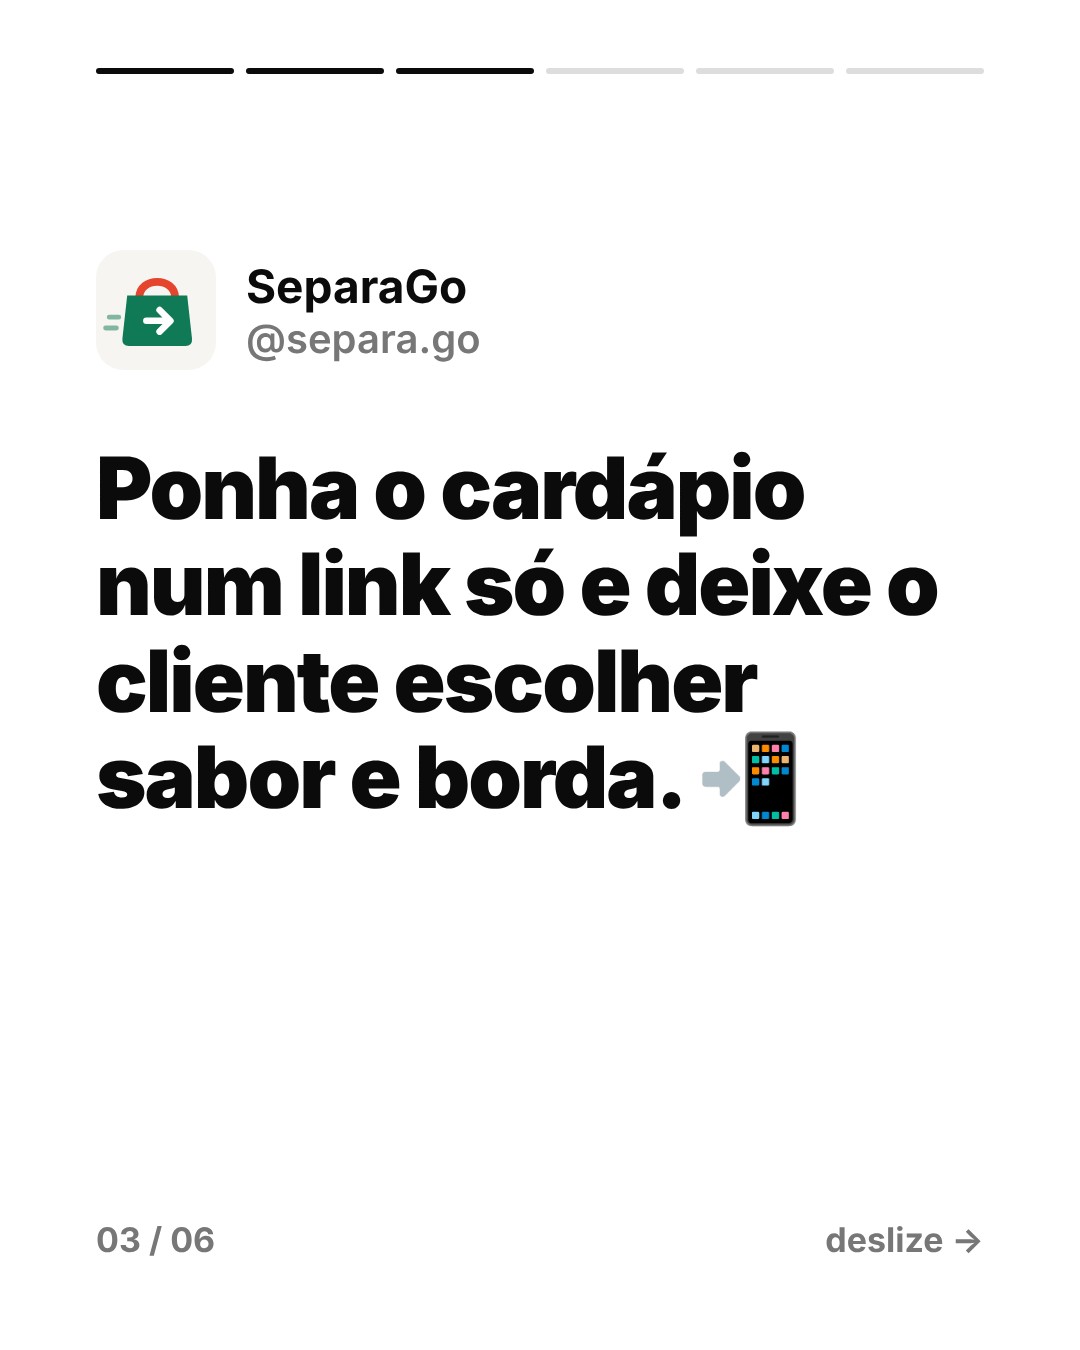 SeparaGo
@separa.go
Ponha o cardápio
num link só e deixe o
cliente escolher
sabor e borda. 📲
03 / 06
deslize →